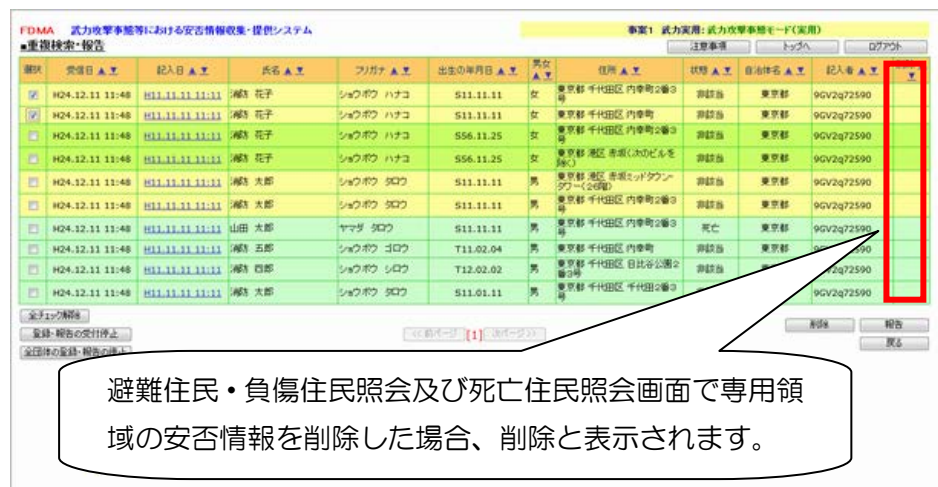 FDMA 武力攻撃事態等における安否情報収集・提供システム 事案1 武力実用:武力攻撃事態モード(実用)
■重複検索・報告 注意事項 トップへ ログアウト
選択 受信日▲▼ 記入日▲▼ 氏名▲▼ フリガナ▲▼ 出生の年月日▲▼ 男女▲▼ 住所▲▼ 状態▲▼ 自治体名▲▼ 記入者▲▼ ▼
H24.12.11 11:48 H11.11.11 11:11 消防 花子 ショウボウ ハナコ S11.11.11 女 東京都 千代田区 内幸町2番3号 非該当 東京都 9GV2q72590
H24.12.11 11:48 H11.11.11 11:11 消防 花子 ショウボウ ハナコ S11.11.11 女 東京都 千代田区 内幸町 非該当 東京都 9GV2q72590
H24.12.11 11:48 H11.11.11 11:11 消防 花子 ショウボウ ハナコ S56.11.25 女 東京都 千代田区 内幸町2番3号 非該当 東京都 9GV2q72590
H24.12.11 11:48 H11.11.11 11:11 消防 花子 ショウボウ ハナコ S56.11.25 女 東京都 港区 赤坂(次のビルを除く) 非該当 東京都 9GV2q72590
H24.12.11 11:48 H11.11.11 11:11 消防 太郎 ショウボウ タロウ S11.11.11 男 東京都 港区 赤坂ミッドタウン・タワー(26階) 非該当 東京都 9GV2q72590
H24.12.11 11:48 H11.11.11 11:11 消防 太郎 ショウボウ タロウ S11.11.11 男 東京都 千代田区 内幸町2番3号 非該当 東京都 9GV2q72590
H24.12.11 11:48 H11.11.11 11:11 山田 太郎 ヤマダ タロウ S11.11.11 男 東京都 千代田区 内幸町2番3号 死亡 東京都 9GV2q72590
H24.12.11 11:48 H11.11.11 11:11 消防 五郎 ショウボウ ゴロウ T11.02.04 男 東京都 千代田区 内幸町 非該当 東京都 9GV2q72590
H24.12.11 11:48 H11.11.11 11:11 消防 四郎 ショウボウ シロウ T12.02.02 男 東京都 千代田区 日比谷公園2番3号 非該当 9GV2q72590
H24.12.11 11:48 H11.11.11 11:11 消防 太郎 ショウボウ タロウ S11.01.11 男 東京都 千代田区 千代田2番3号 9GV2q72590
全チェック解除 削除 報告
登録・報告の受付停止 << 前ページ [1] 次ページ >> 戻る
全団体の登録・報告の停止
避難住民・負傷住民照会及び死亡住民照会画面で専用領
域の安否情報を削除した場合、削除と表示されます。